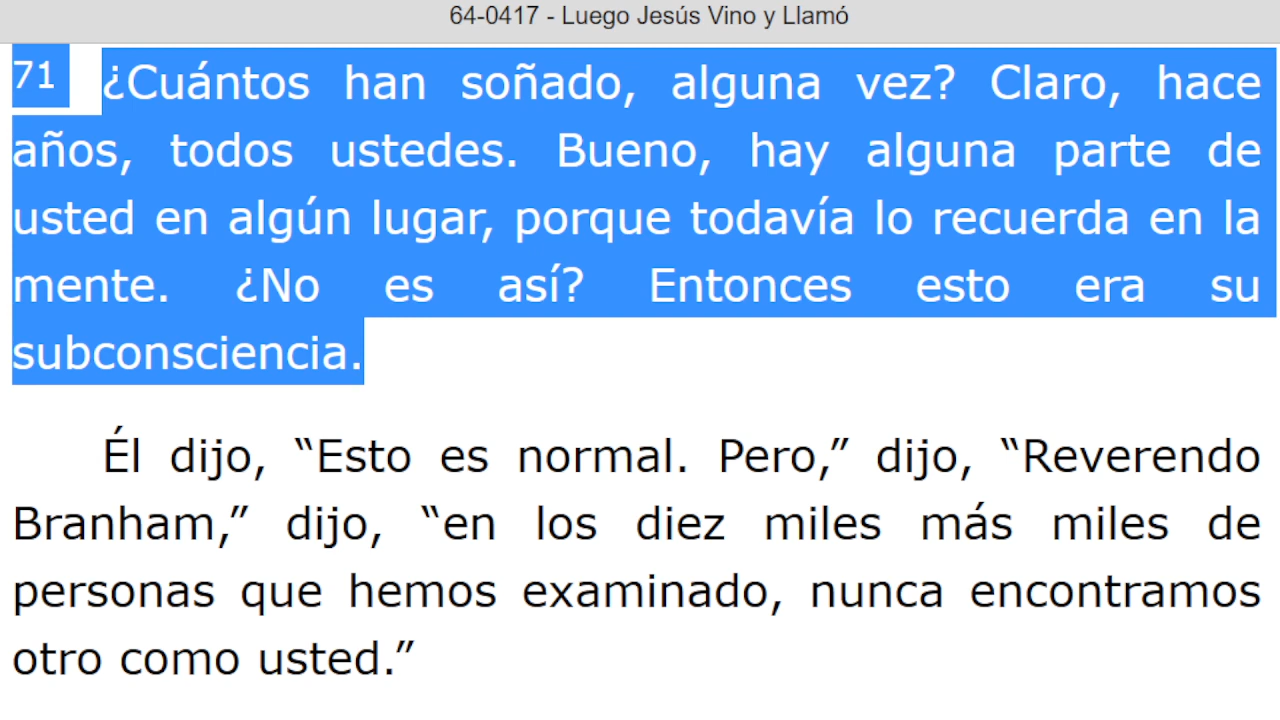 64-0417 - Luego Jesús Vino y Llamó
71 ¿Cuántos han soñado, alguna vez? Claro, hace
años, todos ustedes. Bueno, hay alguna parte de
usted en algún lugar, porque todavía lo recuerda en la
mente. ¿No es así? Entonces esto era su
subconsciencia.
Él dijo, “Esto es normal. Pero,” dijo, “Reverendo
Branham,” dijo, “en los diez miles más miles de
personas que hemos examinado, nunca encontramos
otro como usted.”